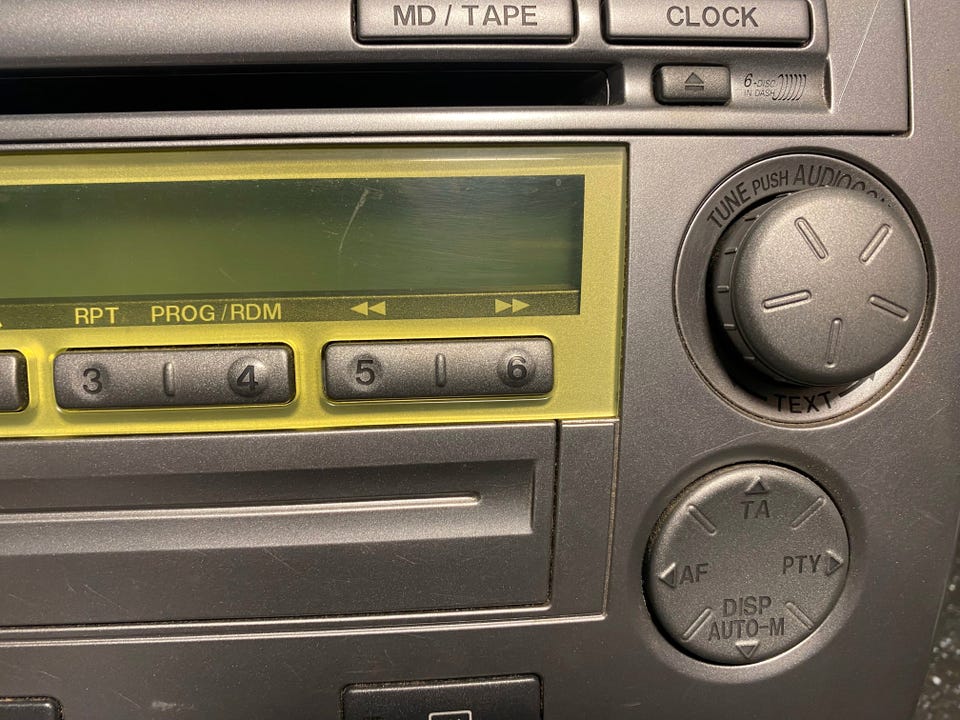 MD / TAPE
CLOCK
6-DISC
IN DASH
TUNE PUSH AUDIO
RPT PROG/RDM
3 4 5 6
TEXT
TA
AF PTY
DISP
AUTO-M